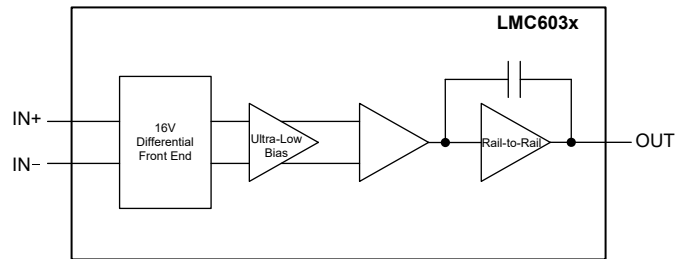 LMC603x
IN+
IN−
16V
Differential
Front End
Ultra-Low
Bias
Rail-to-Rail
OUT